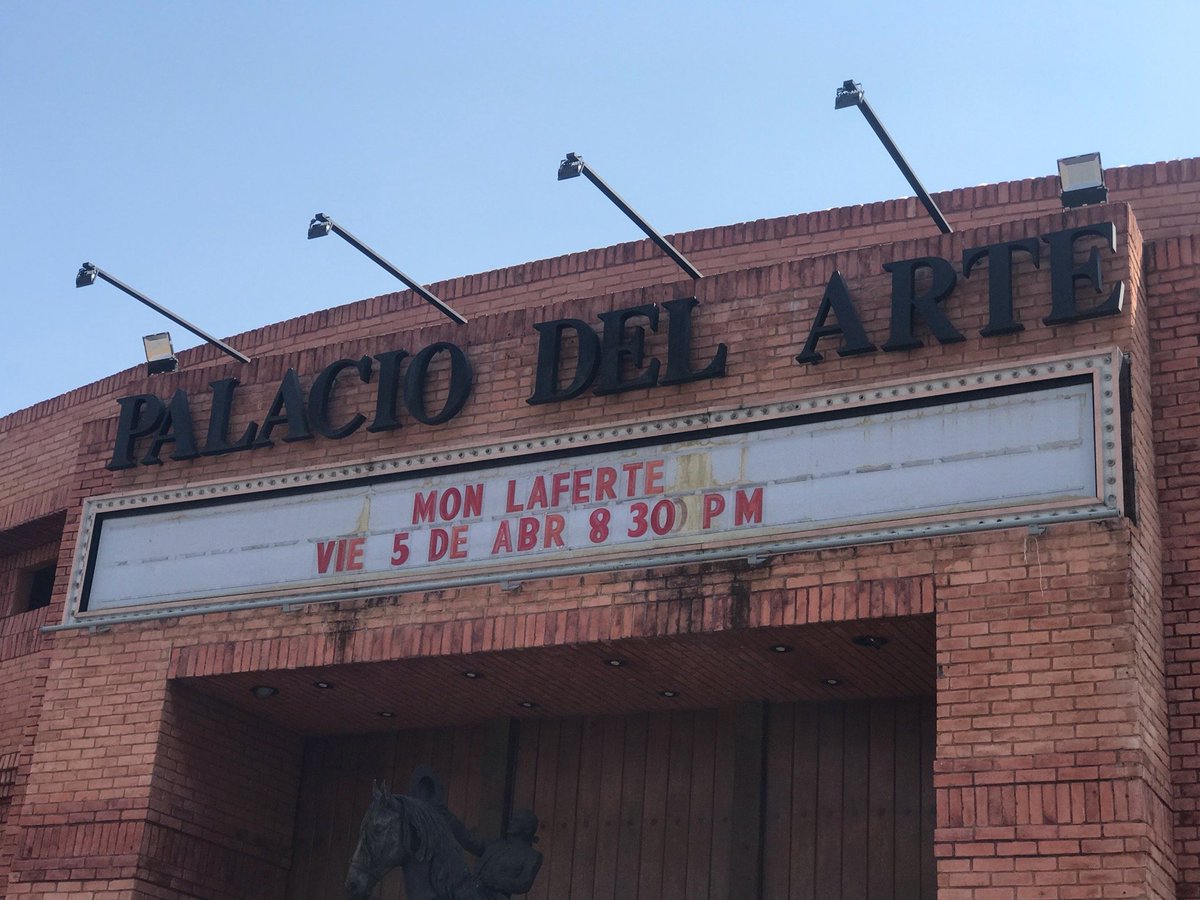 PALACIO DEL ARTE
MON LAFERTE
VIE 5 DE ABR 8 30 PM